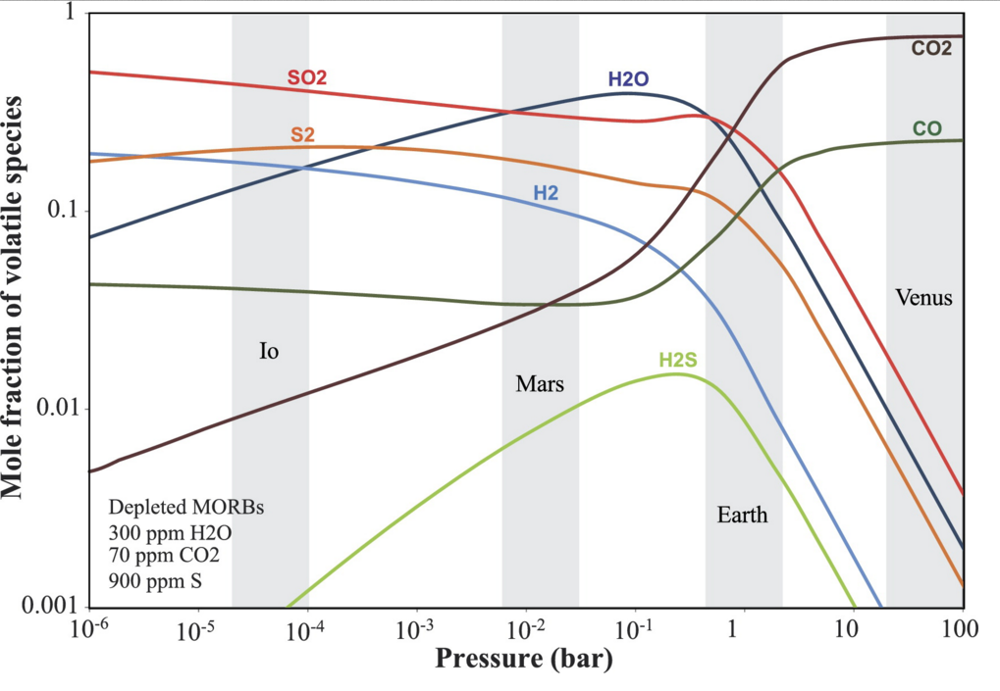 Mole fraction of volatile species
1
0.1
0.01
0.001
SO2
H2O
CO2
S2
CO
H2
H2S
Venus
Io
Mars
Earth
Depleted MORBs
300 ppm H2O
70 ppm CO2
900 ppm S
10-6 10-5 10-4 10-3 10-2 10-1 1 10 100
Pressure (bar)